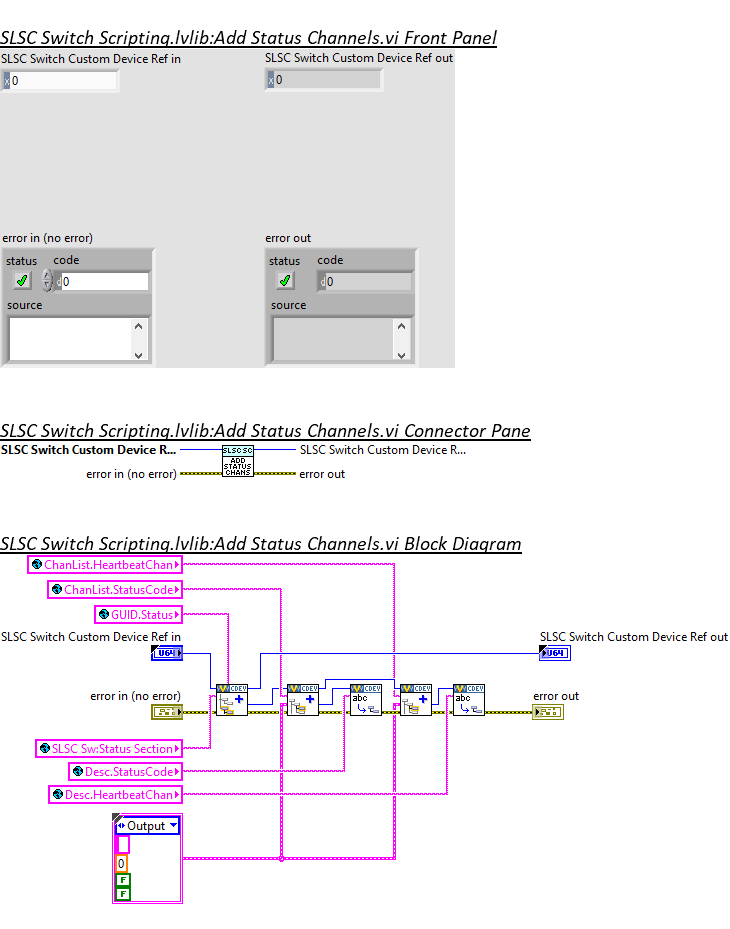 SLSC Switch Scripting.lvlib:Add Status Channels.vi Front Panel
SLSC Switch Custom Device Ref in
SLSC Switch Custom Device Ref out
x 0
x 0
error in (no error)
error out
status code
status code
d 0
d 0
source
source
SLSC Switch Scripting.lvlib:Add Status Channels.vi Connector Pane
SLSC Switch Custom Device R...
SLSC SC
SLSC Switch Custom Device R...
error in (no error)
ADD
STATUS
CHANS
error out
SLSC Switch Scripting.lvlib:Add Status Channels.vi Block Diagram
ChanList.HeartbeatChan
ChanList.StatusCode
GUID.Status
SLSC Switch Custom Device Ref in
SLSC Switch Custom Device Ref out
U64
U64
CDEV CDEV CDEV CDEV CDEV
abc abc
error in (no error)
error out
SLSC Sw:Status Section
Desc.StatusCode
Desc.HeartbeatChan
Output
0
F
F